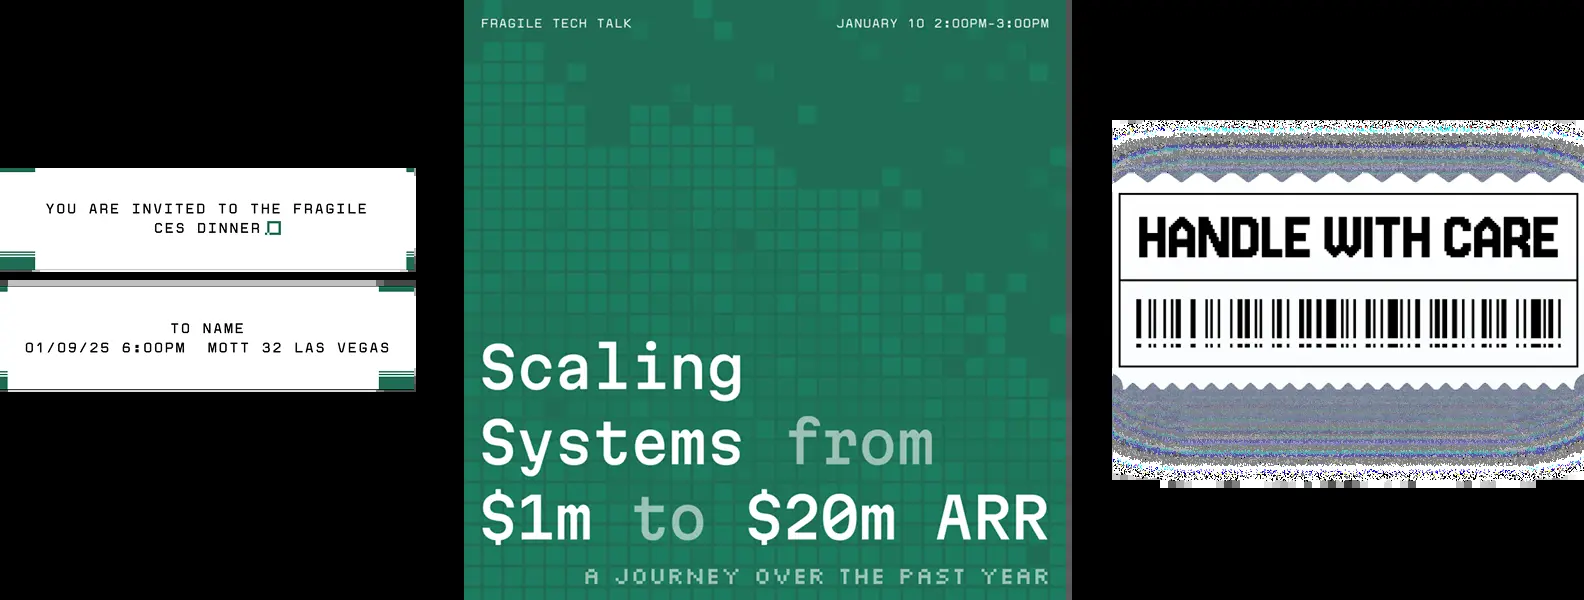 YOU ARE INVITED TO THE FRAGILE
CES DINNER
TO NAME
01/09/25 6:00PM MOTT 32 LAS VEGAS
FRAGILE TECH TALK
JANUARY 10 2:00PM-3:00PM
Scaling
Systems from
$1m to $20m ARR
A JOURNEY OVER THE PAST YEAR
HANDLE WITH CARE